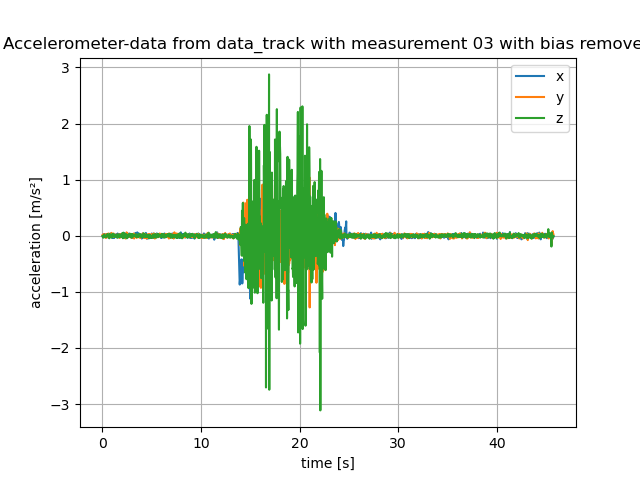 Accelerometer-data from data_track with measurement 03 with bias remove
x
y
z
3
2
1
0
−1
−2
−3
acceleration [m/s²]
0
10
20
30
40
time [s]